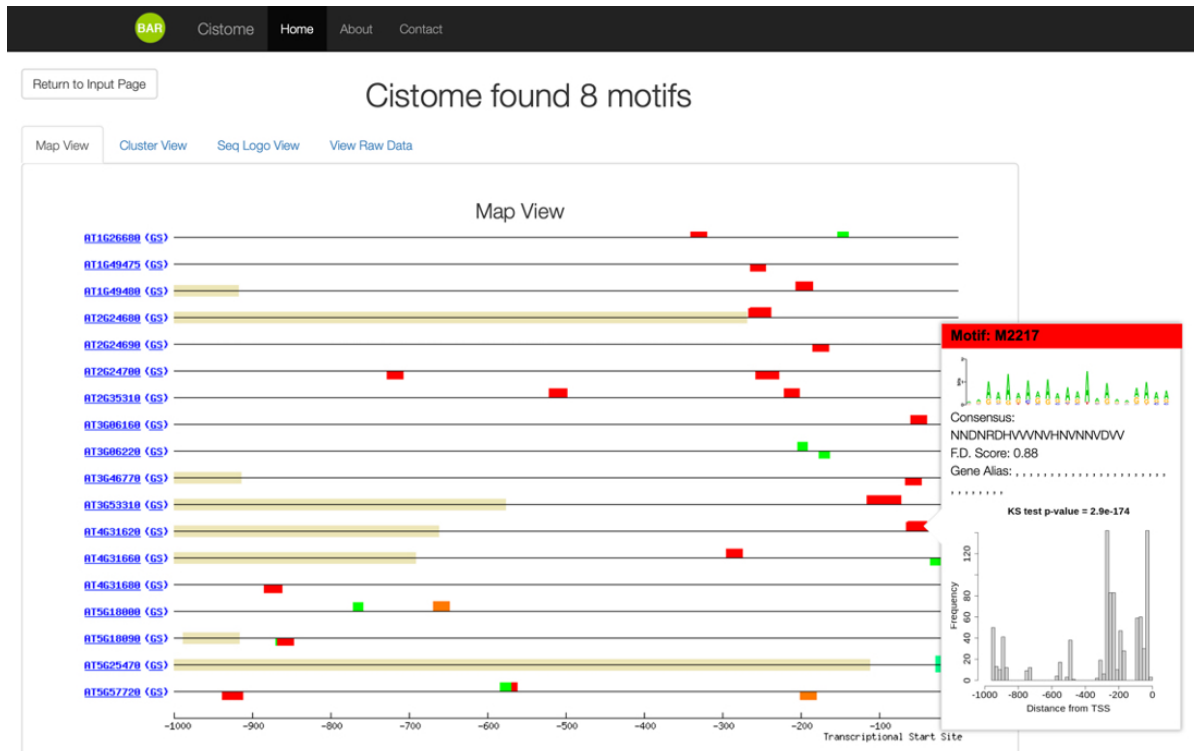 BAR Cistome Home About Contact
Return to Input Page
Cistome found 8 motifs
Map View Cluster View Seq Logo View View Raw Data
Map View
AT1G26680 (GS)
AT1G49475 (GS)
AT1G49480 (GS)
AT2G24680 (GS)
AT2G24690 (GS)
AT2G24700 (GS)
AT2G35310 (GS)
AT3G06160 (GS)
AT3G06220 (GS)
AT3G46770 (GS)
AT3G53310 (GS)
AT4G31620 (GS)
AT4G31660 (GS)
AT4G31680 (GS)
AT5G18000 (GS)
AT5G18090 (GS)
AT5G25470 (GS)
AT5G57720 (GS)
-1000 -900 -800 -700 -600 -500 -400 -300 -200 -100
Transcriptional Start Site
Motif: M2217
Consensus:
NNDNRDHVVVNVHNVNNVDVV
F.D. Score: 0.88
Gene Alias: , , , , , , , , , , , , , , , , , , , , , ,
, , , , , , , ,
KS test p-value = 2.9e-174
Frequency
120
80
60
40
20
0
-1000 -800 -600 -400 -200 0
Distance from TSS